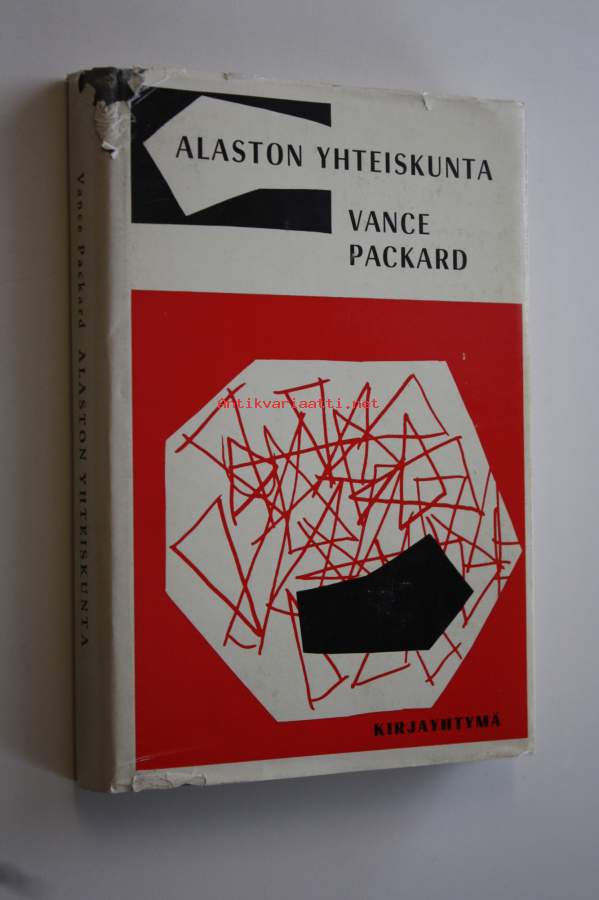 ALASTON YHTEISKUNTA
VANCE
PACKARD
Antikvariaatti.net
KIRJAYHTYMÄ
Vance Packard ALASTON YHTEISKUNTA